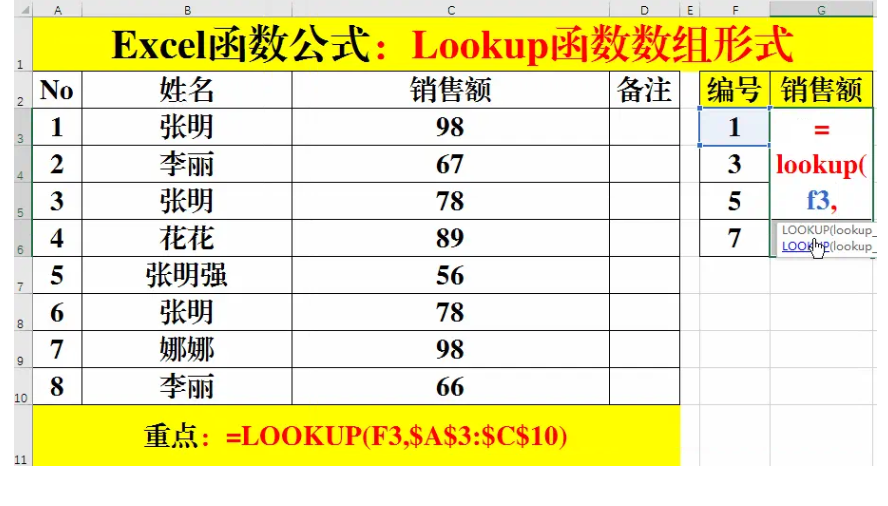 A B C D E F G
1 Excel函数公式：Lookup函数数组形式
2 No 姓名 销售额 备注 编号 销售额
3 1 张明 98 1 =
4 2 李丽 67 3 lookup(
5 3 张明 78 5 f3,
6 4 花花 89 7 LOOKUP(lookup_
LOOKUP(lookup_
7 5 张明强 56
8 6 张明 78
9 7 娜娜 98
10 8 李丽 66
11 重点：=LOOKUP(F3,$A$3:$C$10)